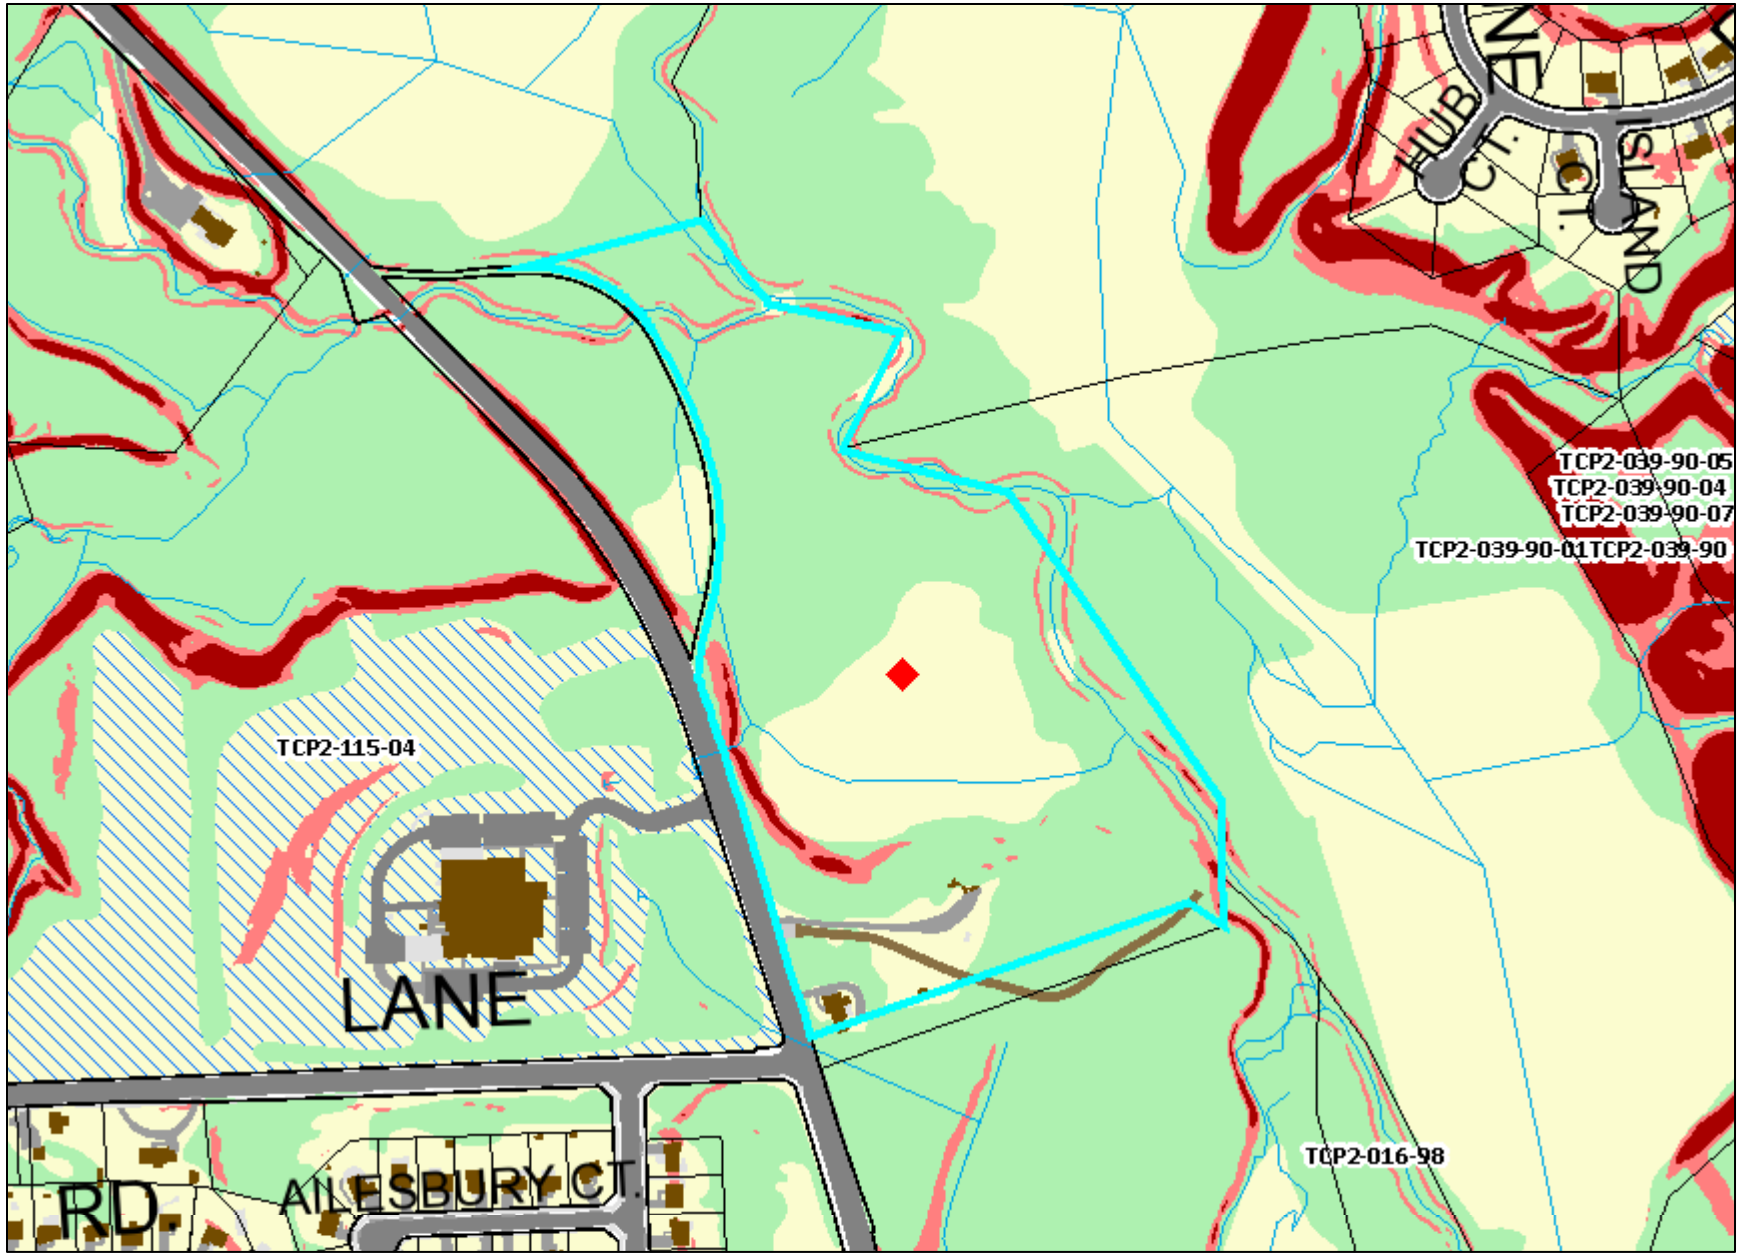 NE
HUB
CT.
ISLAND
CT.
TCP2-039-90-05
TCP2-039-90-04
TCP2-039-90-07
TCP2-039-90-01TCP2-039-90
TCP2-115-04
LANE
TCP2-016-98
RD.
AILESBURY CT.